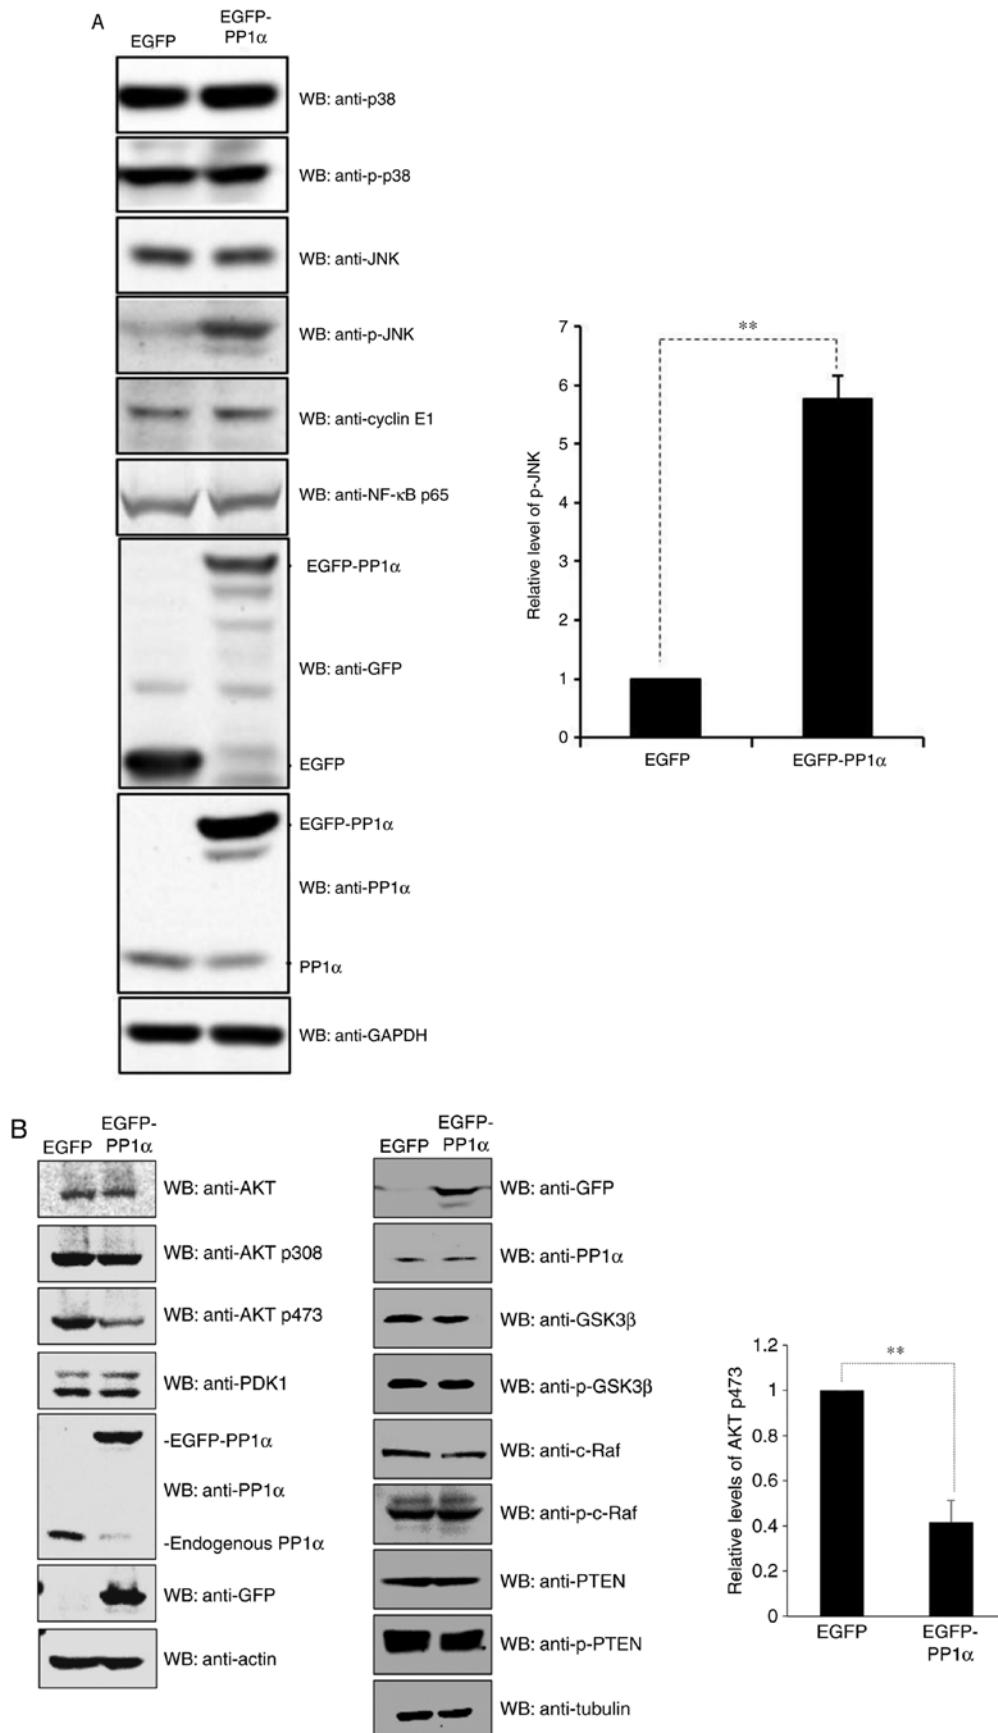 A
EGFP
EGFP-
PP1α
WB: anti-p38
WB: anti-p-p38
WB: anti-JNK
WB: anti-p-JNK
WB: anti-cyclin E1
WB: anti-NF-κB p65
EGFP-PP1α
WB: anti-GFP
EGFP
EGFP-PP1α
WB: anti-PP1α
PP1α
WB: anti-GAPDH
Relative level of p-JNK
7
6
5
4
3
2
1
0
**
EGFP
EGFP-PP1α
B
EGFP
EGFP-
PP1α
WB: anti-AKT
WB: anti-AKT p308
WB: anti-AKT p473
WB: anti-PDK1
-EGFP-PP1α
WB: anti-PP1α
-Endogenous PP1α
WB: anti-GFP
WB: anti-actin
EGFP
EGFP-
PP1α
WB: anti-GFP
WB: anti-PP1α
WB: anti-GSK3β
WB: anti-p-GSK3β
WB: anti-c-Raf
WB: anti-p-c-Raf
WB: anti-PTEN
WB: anti-p-PTEN
WB: anti-tubulin
Relative levels of AKT p473
1.2
1
0.8
0.6
0.4
0.2
0
**
EGFP
EGFP-
PP1α